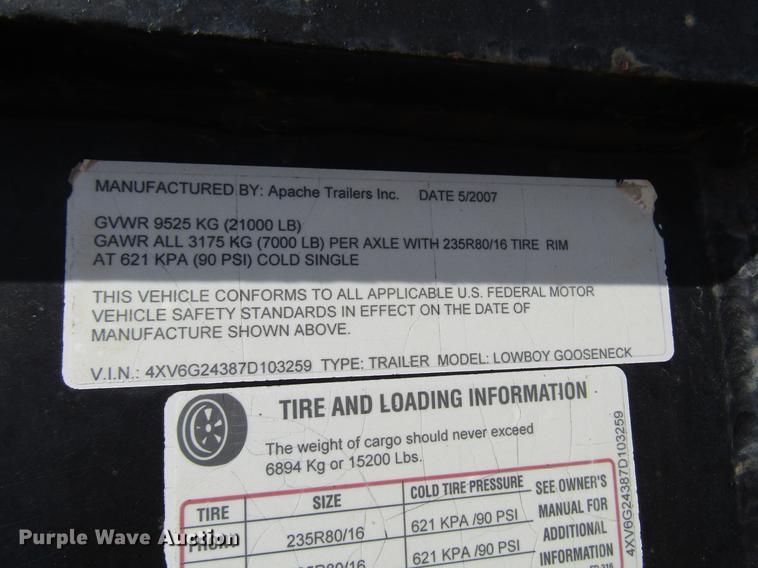 MANUFACTURED BY: Apache Trailers Inc. DATE 5/2007
GVWR 9525 KG (21000 LB)
GAWR ALL 3175 KG (7000 LB) PER AXLE WITH 235R80/16 TIRE RIM
AT 621 KPA (90 PSI) COLD SINGLE
THIS VEHICLE CONFORMS TO ALL APPLICABLE U.S. FEDERAL MOTOR
VEHICLE SAFETY STANDARDS IN EFFECT ON THE DATE OF
MANUFACTURE SHOWN ABOVE.
V.I.N.: 4XV6G24387D103259 TYPE: TRAILER MODEL: LOWBOY GOOSENECK
TIRE AND LOADING INFORMATION
The weight of cargo should never exceed
6894 Kg or 15200 Lbs.
TIRE SIZE COLD TIRE PRESSURE
FRONT 235R80/16 621 KPA /90 PSI
621 KPA /90 PSI
SEE OWNER'S
MANUAL FOR
ADDITIONAL
INFORMATION
4XV6G24387D103259
Purple Wave Auction